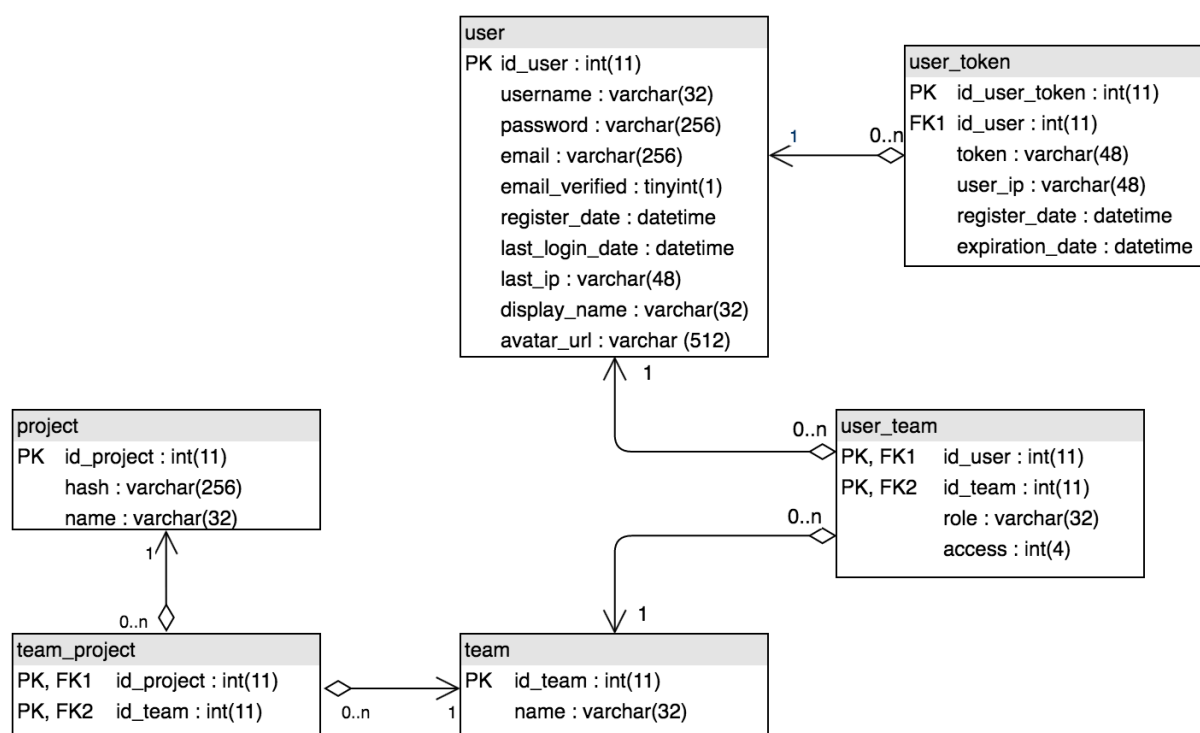 user
PK id_user : int(11)
username : varchar(32)
password : varchar(256)
email : varchar(256)
email_verified : tinyint(1)
register_date : datetime
last_login_date : datetime
last_ip : varchar(48)
display_name : varchar(32)
avatar_url : varchar (512)
user_token
PK id_user_token : int(11)
FK1 id_user : int(11)
token : varchar(48)
user_ip : varchar(48)
register_date : datetime
expiration_date : datetime
1
0..n
1
0..n
project
PK id_project : int(11)
hash : varchar(256)
name : varchar(32)
user_team
PK, FK1 id_user : int(11)
PK, FK2 id_team : int(11)
role : varchar(32)
access : int(4)
0..n
1
1
0..n
team_project
PK, FK1 id_project : int(11)
PK, FK2 id_team : int(11)
0..n
1
team
PK id_team : int(11)
name : varchar(32)